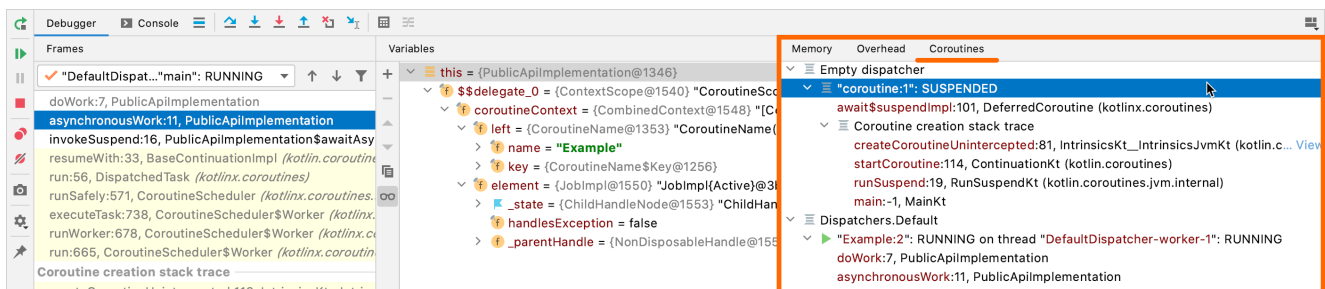 Debugger
Console
Frames
"DefaultDispat..."main": RUNNING
doWork:7, PublicApiImplementation
asynchronousWork:11, PublicApiImplementation
invokeSuspend:16, PublicApiImplementation$awaitAsy
resumeWith:33, BaseContinuationImpl (kotlin.coroutine
run:56, DispatchedTask (kotlinx.coroutines)
runSafely:571, CoroutineScheduler (kotlinx.coroutines.
executeTask:738, CoroutineScheduler$Worker (kotlinx.
runWorker:678, CoroutineScheduler$Worker (kotlinx.c
run:665, CoroutineScheduler$Worker (kotlinx.coroutin
Coroutine creation stack trace
Variables
this = {PublicApiImplementation@1346}
$$delegate_0 = {ContextScope@1540} "CoroutineSco
coroutineContext = {CombinedContext@1548} "[Co
left = {CoroutineName@1353} "CoroutineName(
name = "Example"
key = {CoroutineName$Key@1256}
element = {JobImpl@1550} "JobImpl{Active}@3b
_state = {ChildHandleNode@1553} "ChildHan
handlesException = false
_parentHandle = {NonDisposableHandle@155
Memory
Overhead
Coroutines
Empty dispatcher
"coroutine:1": SUSPENDED
await$suspendImpl:101, DeferredCoroutine (kotlinx.coroutines)
Coroutine creation stack trace
createCoroutineUnintercepted:81, IntrinsicsKt__IntrinsicsJvmKt (kotlin.c... View
startCoroutine:114, ContinuationKt (kotlin.coroutines)
runSuspend:19, RunSuspendKt (kotlin.coroutines.jvm.internal)
main:-1, MainKt
Dispatchers.Default
"Example:2": RUNNING on thread "DefaultDispatcher-worker-1": RUNNING
doWork:7, PublicApiImplementation
asynchronousWork:11, PublicApiImplementation